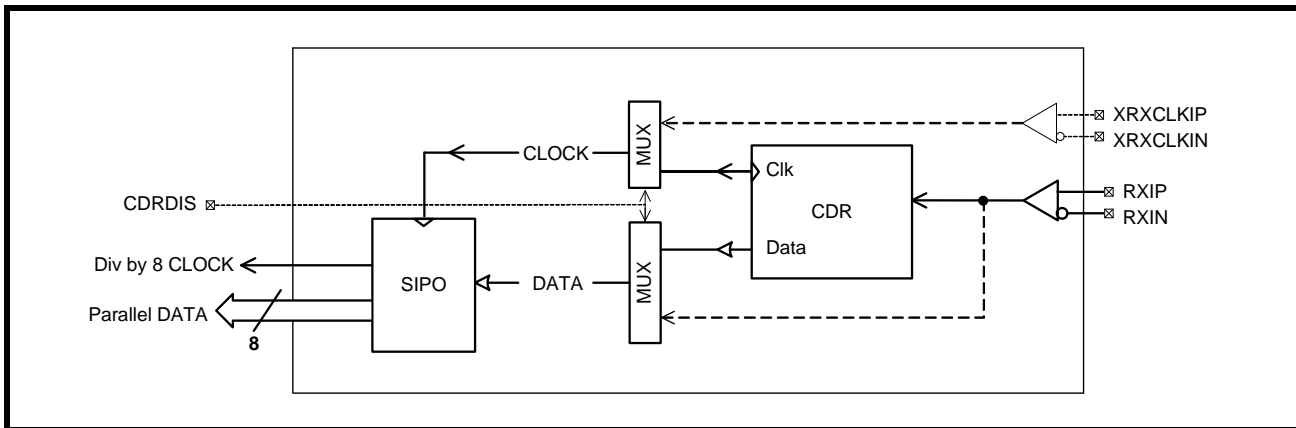 XRXCLKIP
XRXCLKIN
MUX
CLOCK
Clk
CDRDIS
CDR
RXIP
RXIN
Data
Div by 8 CLOCK
SIPO
DATA
MUX
Parallel DATA
8